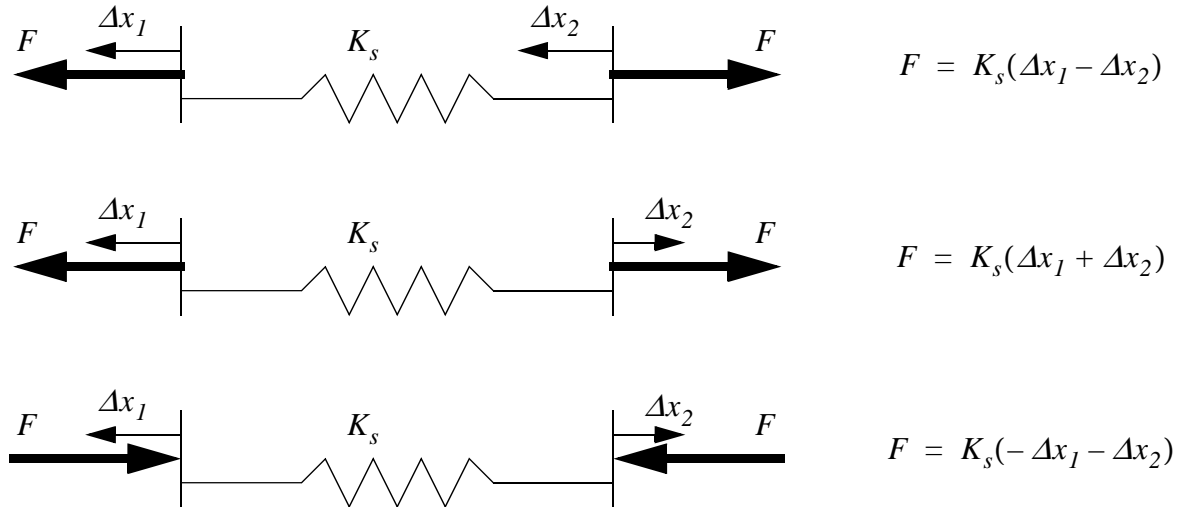 F Δx1 Ks Δx2 F F = Ks(Δx1 – Δx2)
F Δx1 Ks Δx2 F F = Ks(Δx1 + Δx2)
F Δx1 Ks Δx2 F F = Ks(– Δx1 – Δx2)